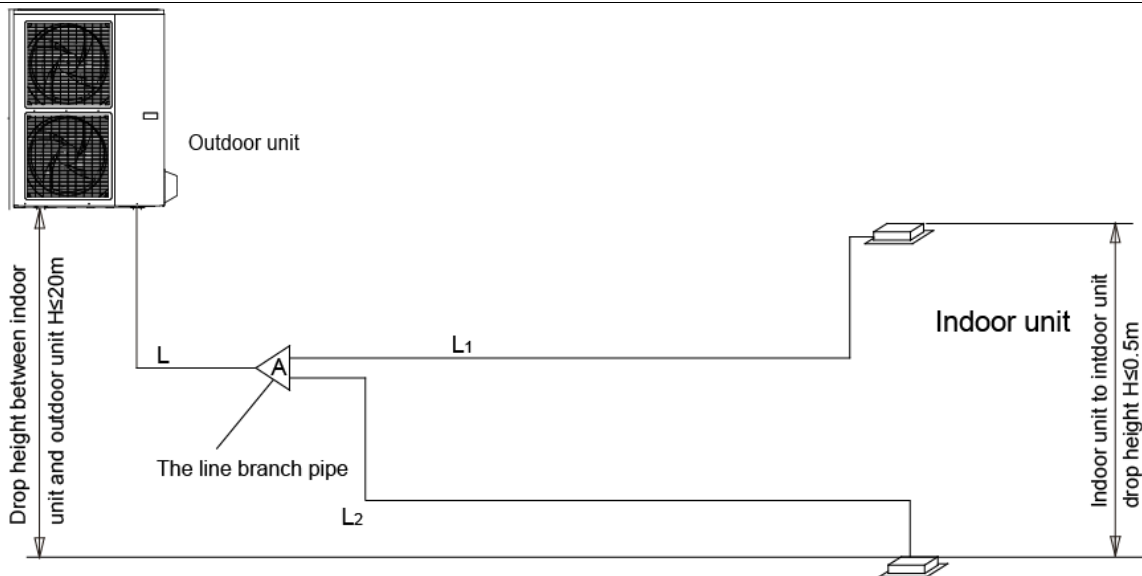 Outdoor unit
Drop height between indoor
unit and outdoor unit H≤20m
L
A
L1
Indoor unit
Indoor unit to intdoor unit
drop height H≤0.5m
The line branch pipe
L2